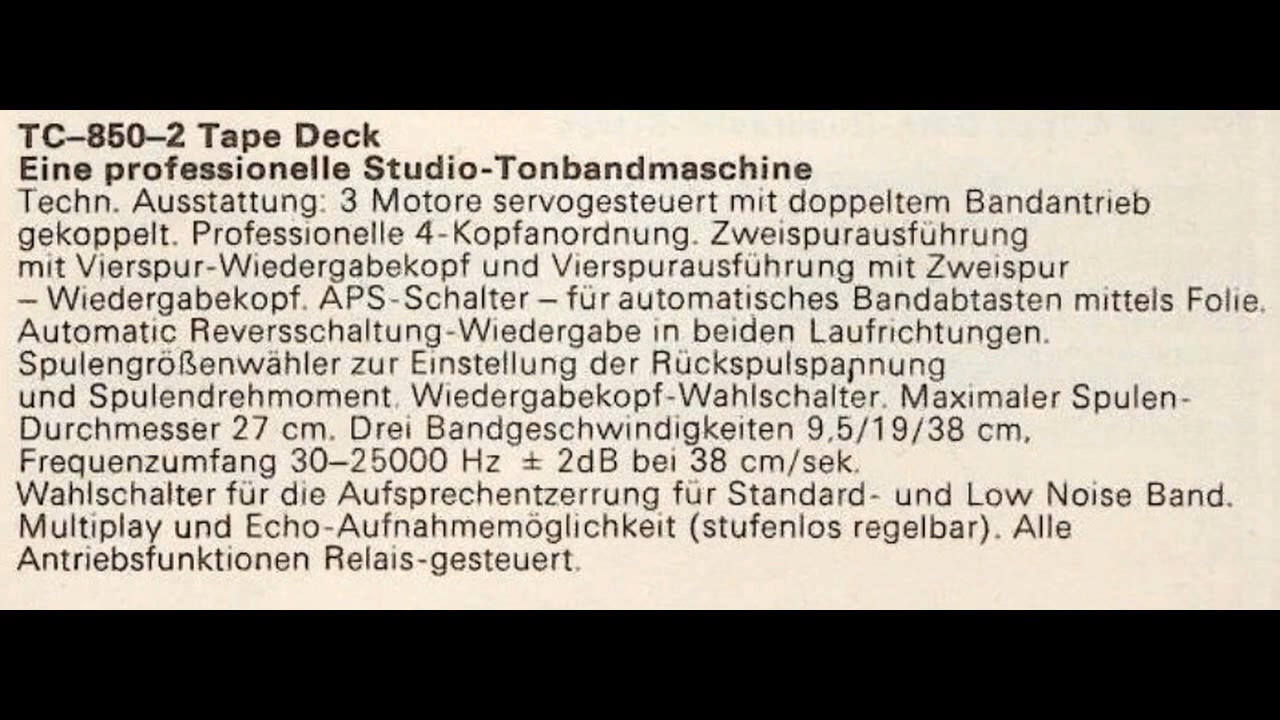 TC–850–2 Tape Deck
Eine professionelle Studio-Tonbandmaschine
Techn. Ausstattung: 3 Motore servogesteuert mit doppeltem Bandantrieb
gekoppelt. Professionelle 4-Kopfanordnung. Zweispurausführung
mit Vierspur-Wiedergabekopf und Vierspurausführung mit Zweispur
– Wiedergabekopf. APS-Schalter – für automatisches Bandabtasten mittels Folie.
Automatic Reversschaltung-Wiedergabe in beiden Laufrichtungen.
Spulengrößenwähler zur Einstellung der Rückspulspannung
und Spulendrehmoment. Wiedergabekopf-Wahlschalter. Maximaler Spulen-
Durchmesser 27 cm. Drei Bandgeschwindigkeiten 9,5/19/38 cm,
Frequenzumfang 30–25000 Hz ± 2dB bei 38 cm/sek.
Wahlschalter für die Aufsprechentzerrung für Standard- und Low Noise Band.
Multiplay und Echo-Aufnahmemöglichkeit (stufenlos regelbar). Alle
Antriebsfunktionen Relais-gesteuert.